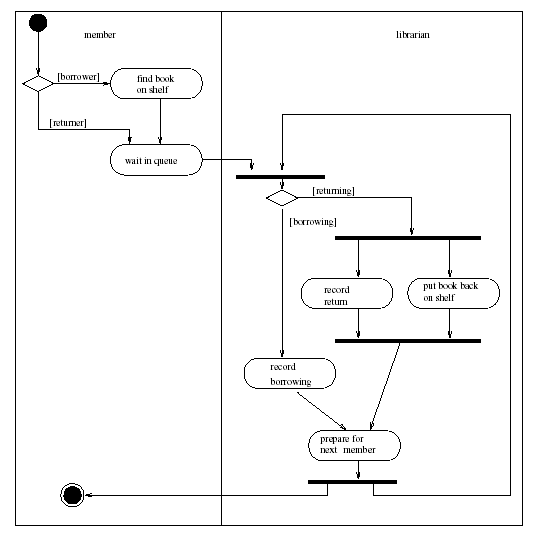 member
librarian
[borrower]
find book
on shelf
[returner]
wait in queue
[returning]
[borrowing]
record
return
put book back
on shelf
record
borrowing
prepare for
next member